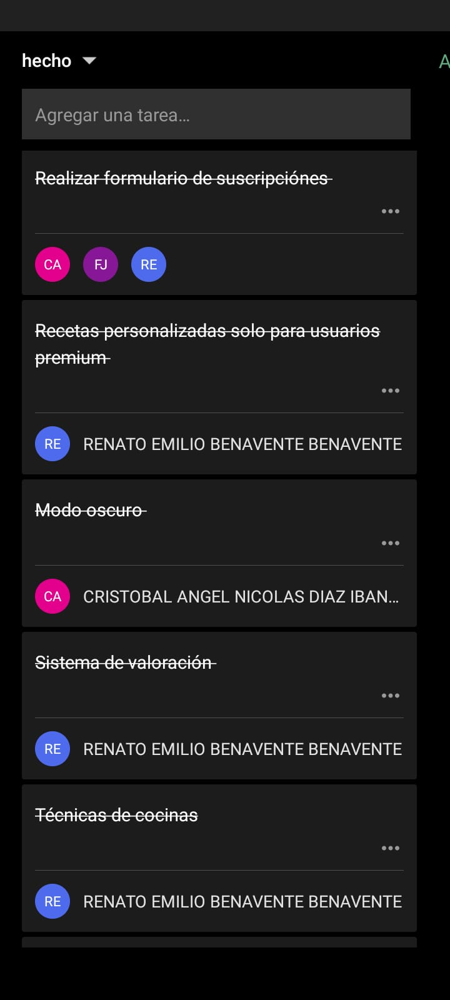 hecho
A
Agregar una tarea...
Realizar formulario de suscripciónes
CA FJ RE
Recetas personalizadas solo para usuarios
premium
RE RENATO EMILIO BENAVENTE BENAVENTE
Modo oscuro
CA CRISTOBAL ANGEL NICOLAS DIAZ IBAN...
Sistema de valoración
RE RENATO EMILIO BENAVENTE BENAVENTE
Técnicas de cocinas
RE RENATO EMILIO BENAVENTE BENAVENTE